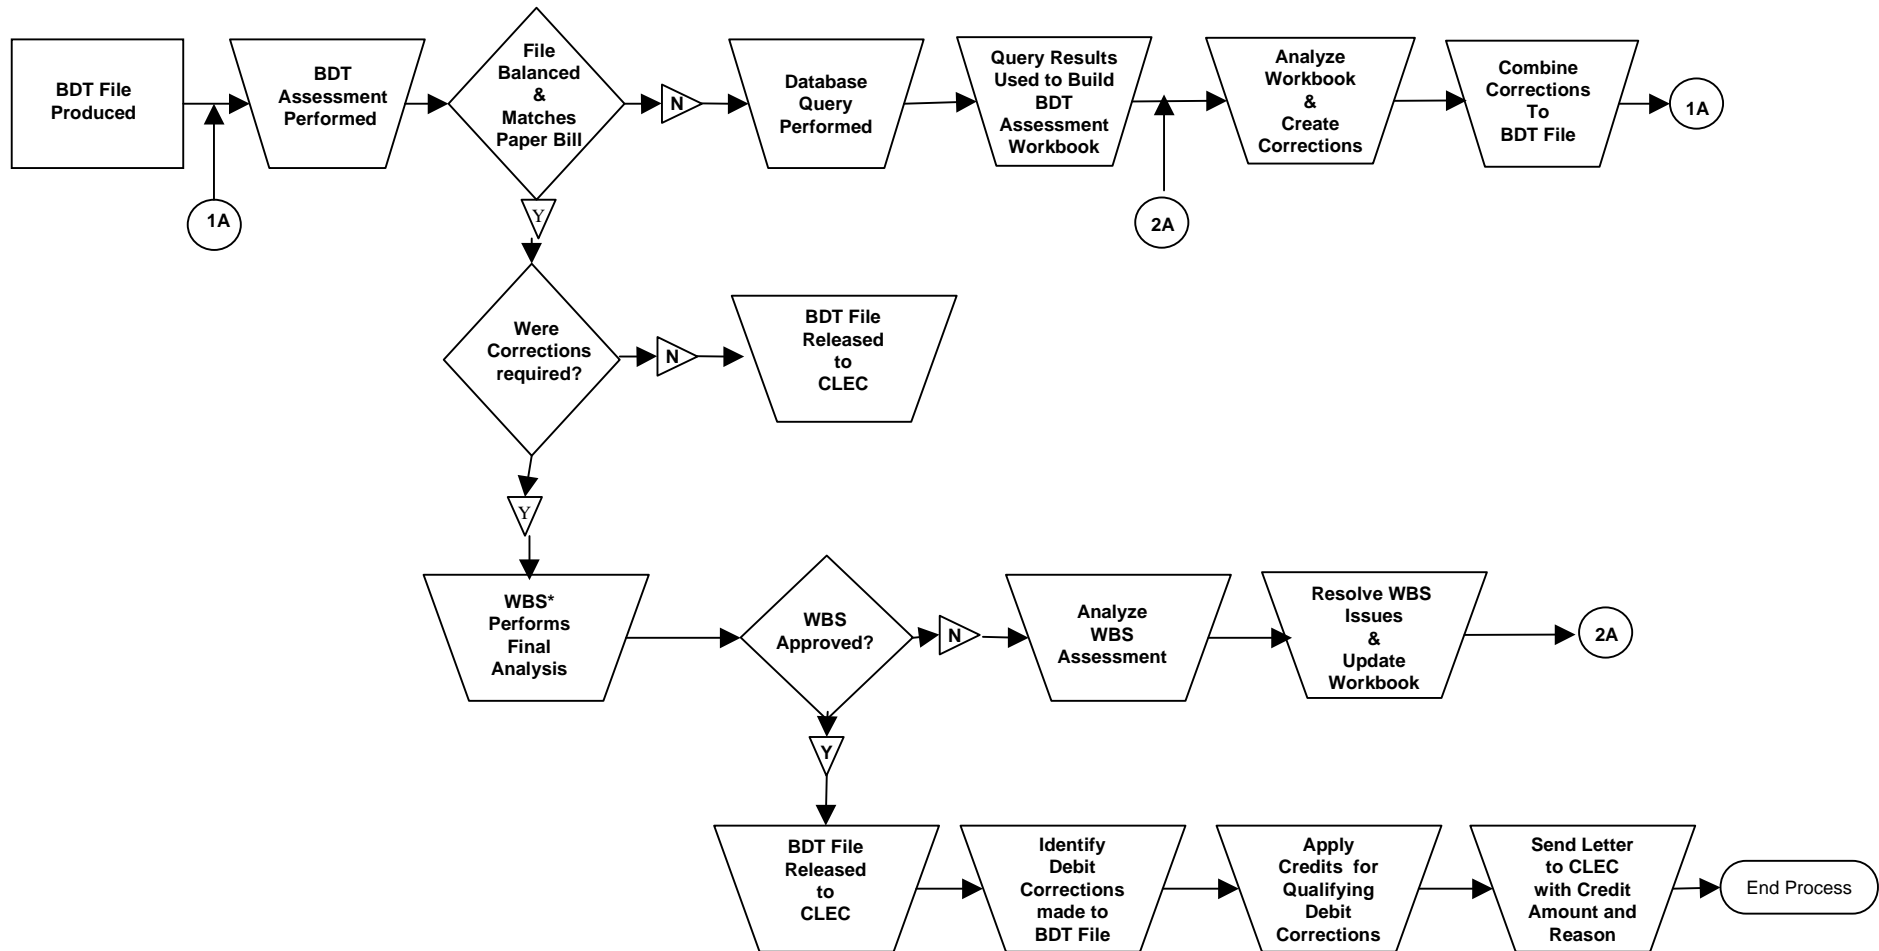 BDT File
Produced
BDT
Assessment
Performed
File
Balanced
&
Matches
Paper Bill
N
Database
Query
Performed
Query Results
Used to Build
BDT
Assessment
Workbook
Analyze
Workbook
&
Create
Corrections
Combine
Corrections
To
BDT File
1A
1A
2A
Y
Were
Corrections
required?
N
BDT File
Released
to
CLEC
Y
WBS*
Performs
Final
Analysis
WBS
Approved?
N
Analyze
WBS
Assessment
Resolve WBS
Issues
&
Update
Workbook
2A
Y
BDT File
Released
to
CLEC
Identify
Debit
Corrections
made to
BDT File
Apply
Credits for
Qualifying
Debit
Corrections
Send Letter
to CLEC
with Credit
Amount and
Reason
End Process